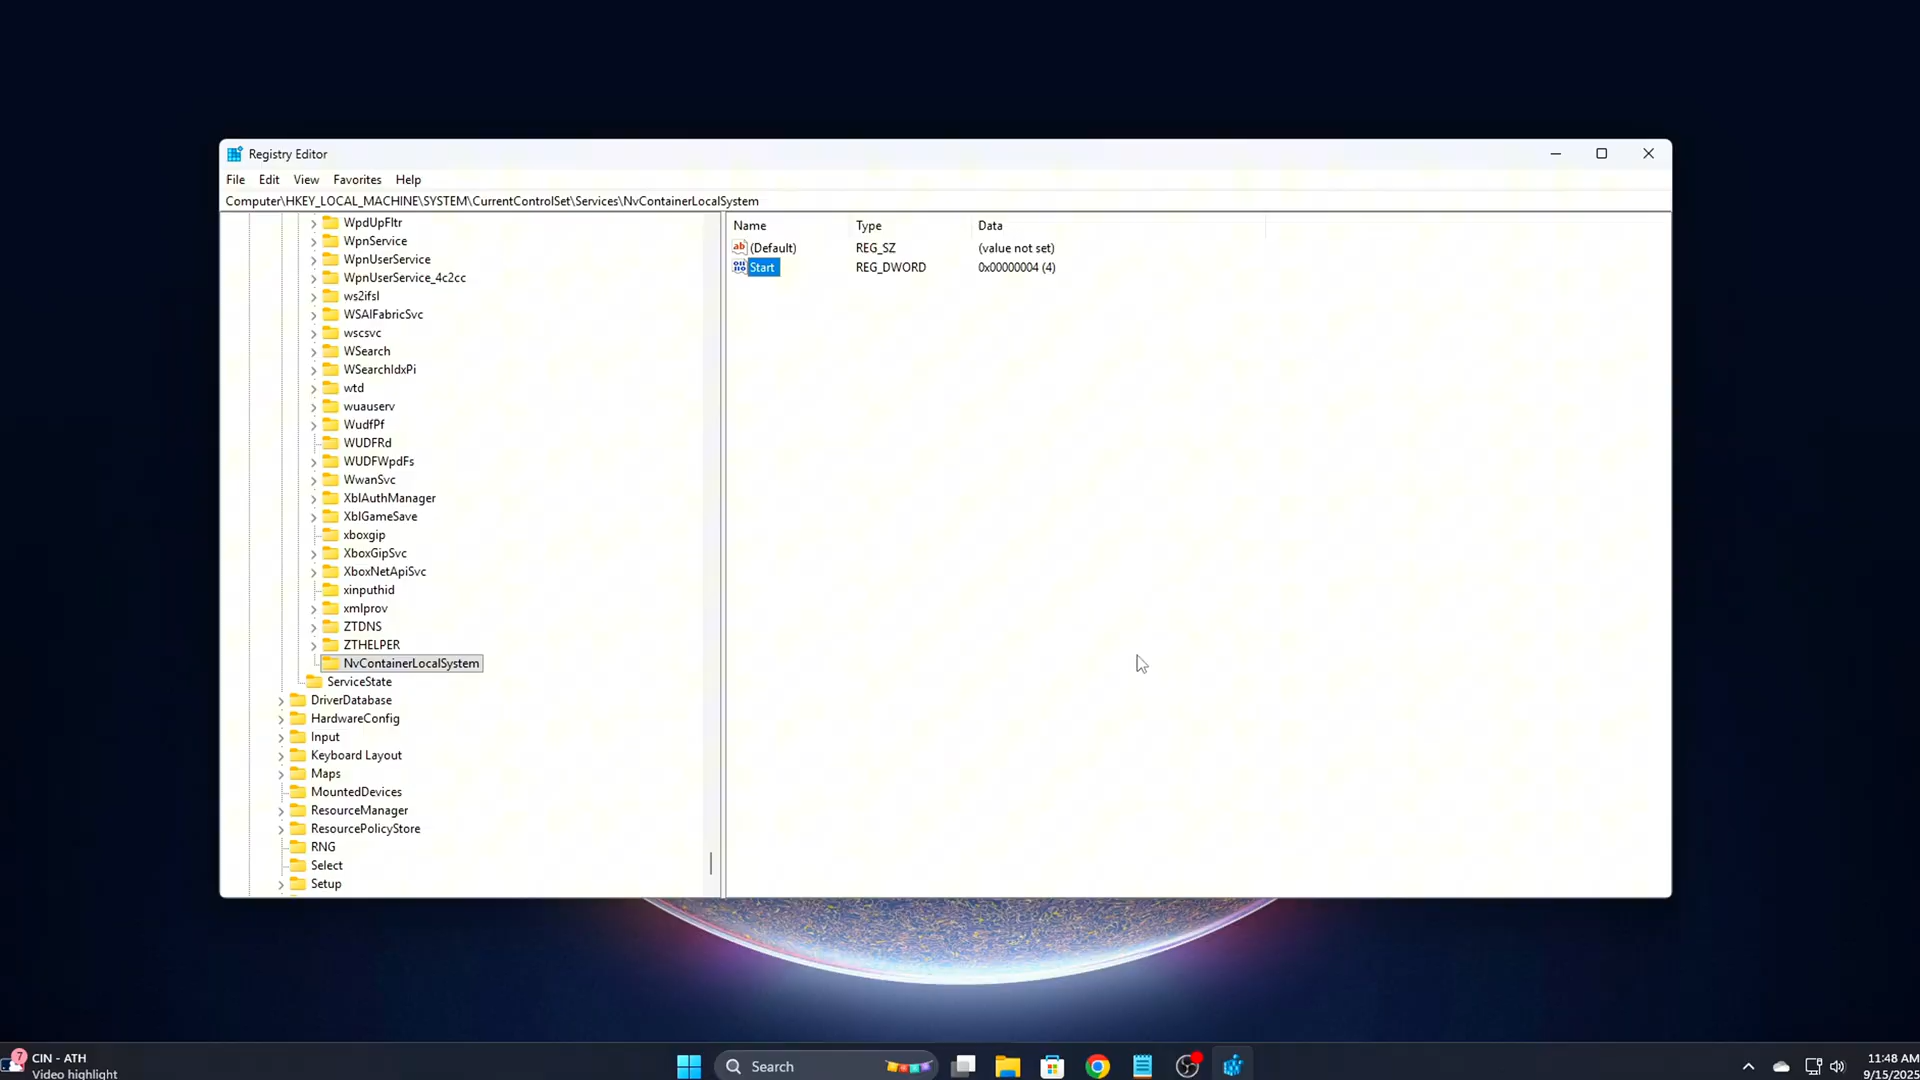 Registry Editor
File Edit View Favorites Help
Computer\HKEY_LOCAL_MACHINE\SYSTEM\CurrentControlSet\Services\NvContainerLocalSystem
WpdUpFltr
WpnService
WpnUserService
WpnUserService_4c2cc
ws2ifsl
WSAIFabricSvc
wscsvc
WSearch
WSearchIdxPi
wtd
wuauserv
WudfPf
WUDFRd
WUDFWpdFs
WwanSvc
XblAuthManager
XblGameSave
xboxgip
XboxGipSvc
XboxNetApiSvc
xinputhid
xmlprov
ZTDNS
ZTHELPER
NvContainerLocalSystem
ServiceState
DriverDatabase
HardwareConfig
Input
Keyboard Layout
Maps
MountedDevices
ResourceManager
ResourcePolicyStore
RNG
Select
Setup
Name Type Data
ab (Default) REG_SZ (value not set)
Start REG_DWORD 0x00000004 (4)
7
CIN - ATH
Video highlight
Search
11:48 AM
9/15/2025